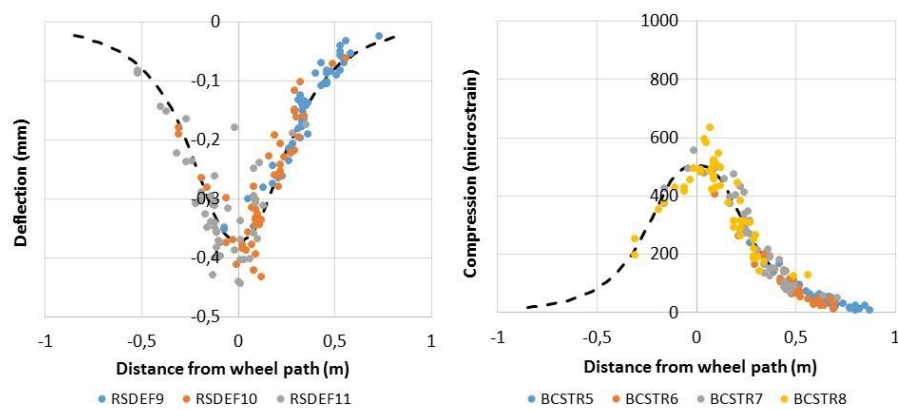 0
-0,1
-0,2
-0,3
-0,4
-0,5
Deflection (mm)
-1 -0,5 0 0,5 1
Distance from wheel path (m)
RSDEF9 RSDEF10 RSDEF11
1000
800
600
400
200
0
Compression (microstrain)
-1 -0,5 0 0,5 1
Distance from wheel path (m)
BCSTR5 BCSTR6 BCSTR7 BCSTR8